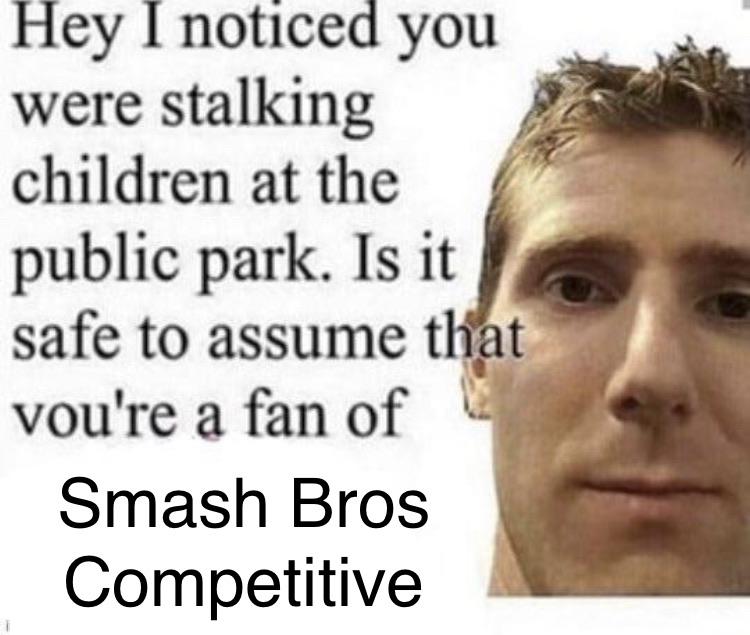 Hey I noticed you
were stalking
children at the
public park. Is it
safe to assume that
vou're a fan of
Smash Bros
Competitive